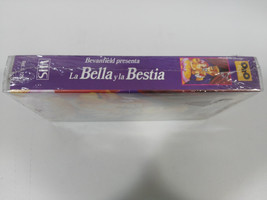 Bevanfield presenta
La Bella y la Bestia
VHS